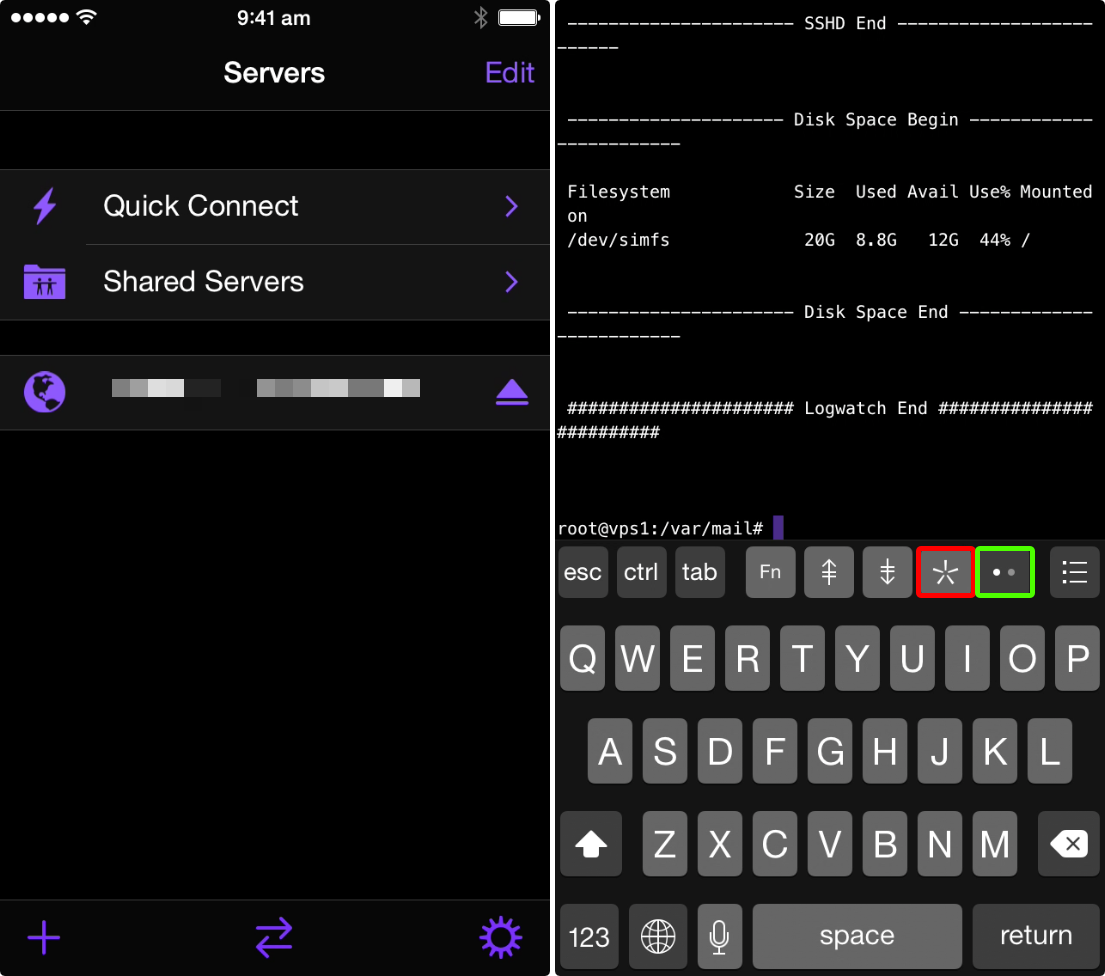 9:41 am
Servers
Edit
Quick Connect
Shared Servers
---------------------- SSHD End -------------------
------
--------------------- Disk Space Begin ------------
------------
Filesystem            Size  Used Avail Use% Mounted
on
/dev/simfs             20G  8.8G   12G  44% /
---------------------- Disk Space End -------------
------------
###################### Logwatch End ###############
##########
root@vps1:/var/mail#
esc ctrl tab Fn
Q W E R T Y U I O P
A S D F G H J K L
Z X C V B N M
123 space return